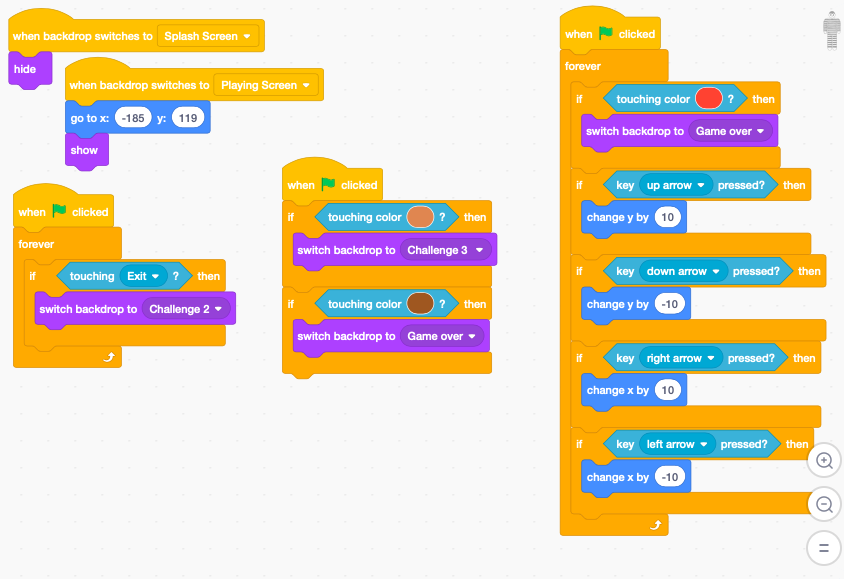 when backdrop switches to Splash Screen
hide
when backdrop switches to Playing Screen
go to x: -185 y: 119
show
when clicked
forever
if touching Exit ? then
switch backdrop to Challenge 2
when clicked
if touching color ? then
switch backdrop to Challenge 3
if touching color ? then
switch backdrop to Game over
when clicked
forever
if touching color ? then
switch backdrop to Game over
if key up arrow pressed? then
change y by 10
if key down arrow pressed? then
change y by -10
if key right arrow pressed? then
change x by 10
if key left arrow pressed? then
change x by -10